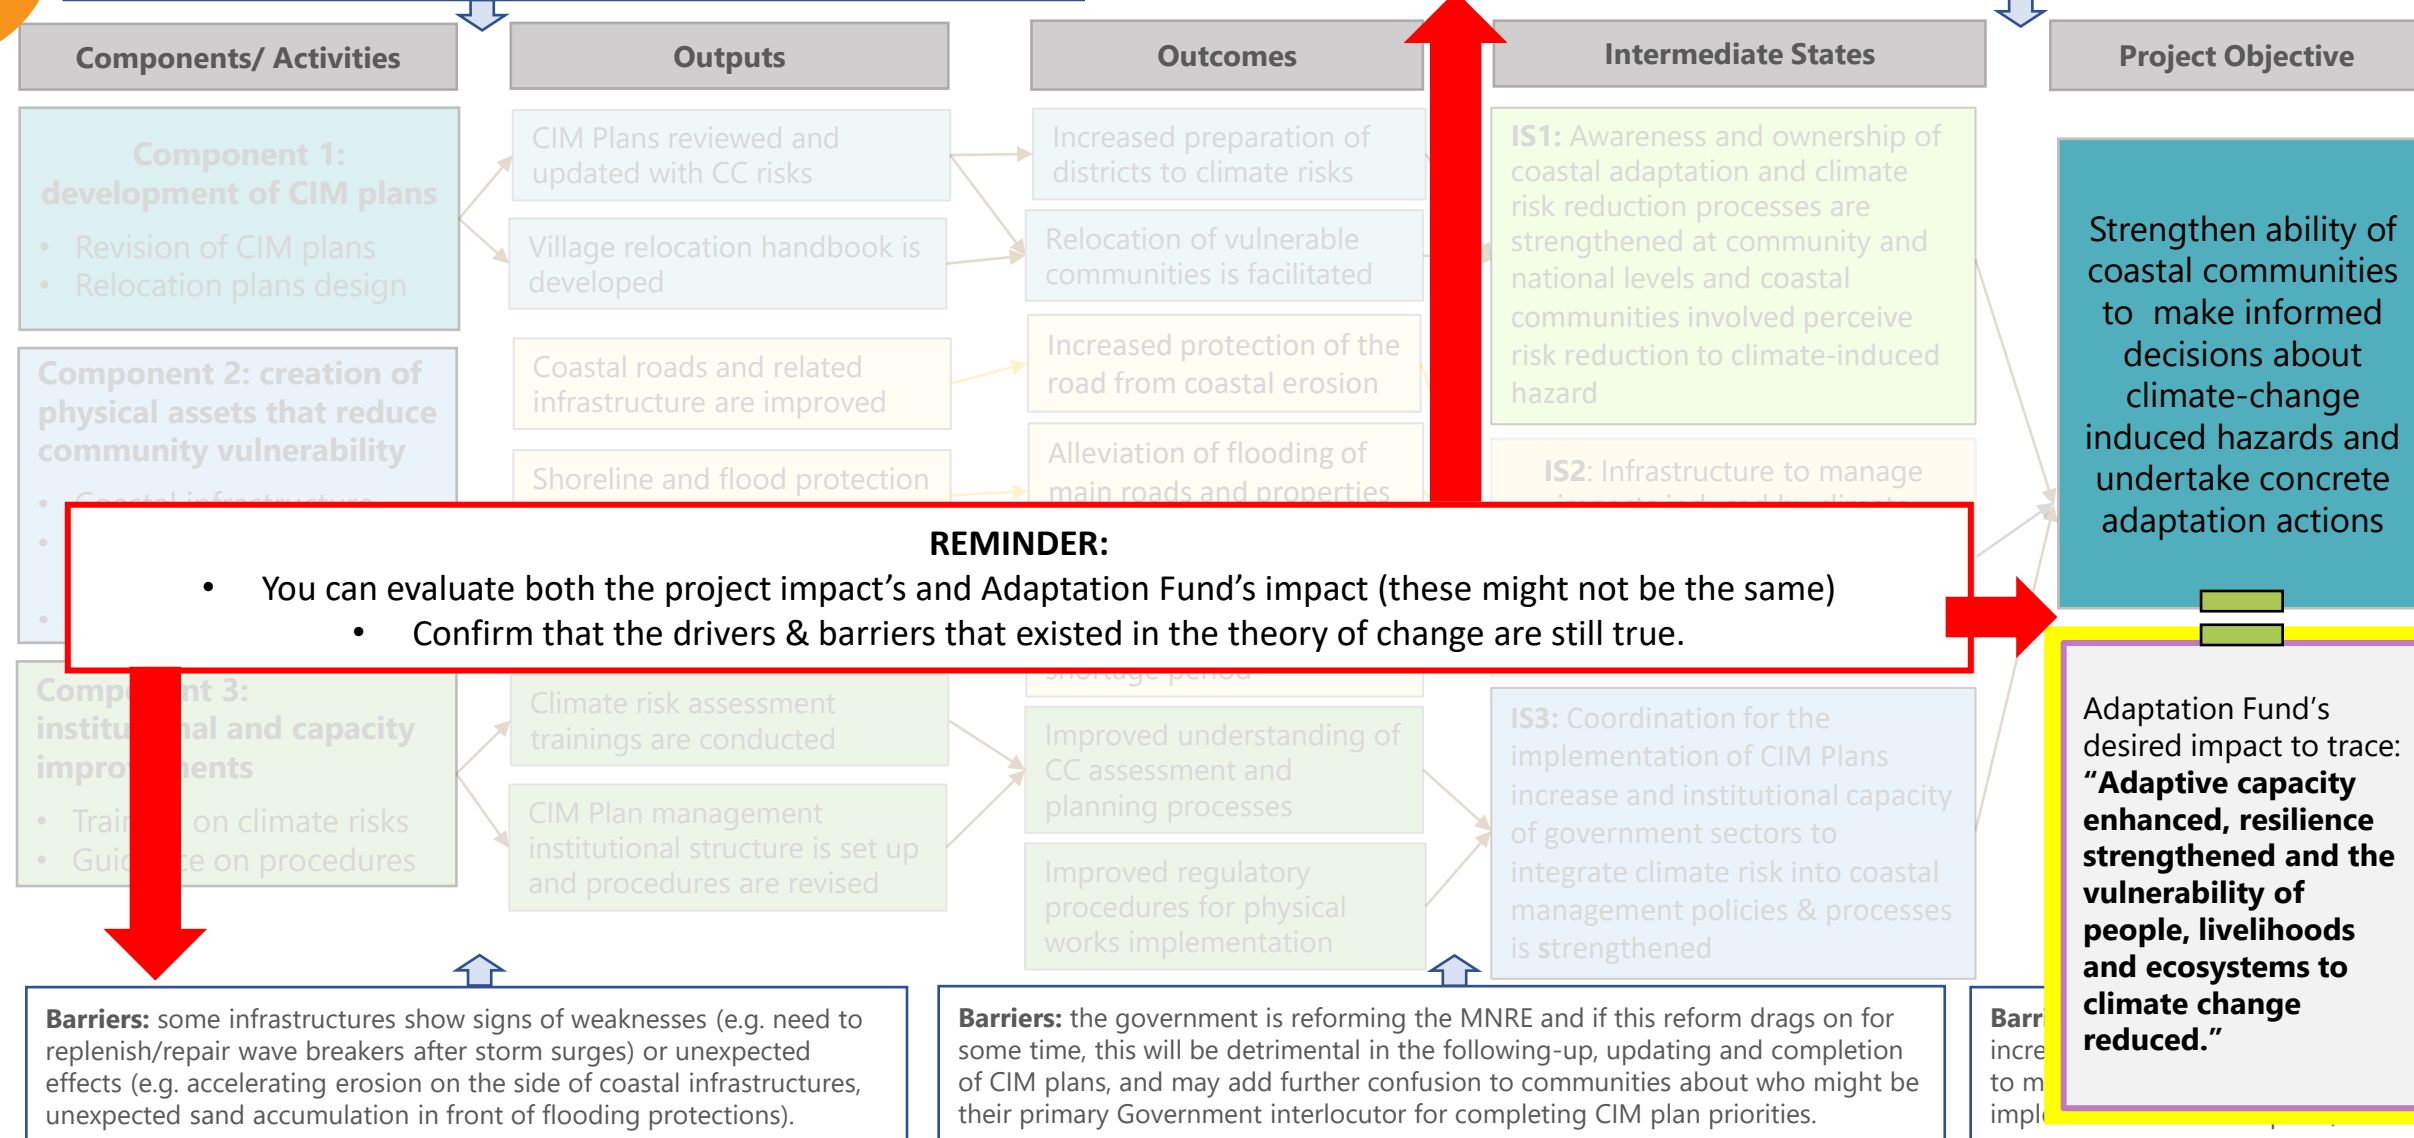 Components/ Activities
Outputs
Outcomes
Intermediate States
Project Objective
Component 1:
development of CIM plans
• Revision of CIM plans
• Relocation plans design
Component 2: creation of
physical assets that reduce
community vulnerability
• Coastal infrastructure
•
•
Component 3:
institutional and capacity
improvements
• Training on climate risks
• Guidance on procedures
CIM Plans reviewed and
updated with CC risks
Village relocation handbook is
developed
Coastal roads and related
infrastructure are improved
Shoreline and flood protection
Climate risk assessment
trainings are conducted
CIM Plan management
institutional structure is set up
and procedures are revised
Increased preparation of
districts to climate risks
Relocation of vulnerable
communities is facilitated
Increased protection of the
road from coastal erosion
Alleviation of flooding of
main roads and properties
shortage period
Improved understanding of
CC assessment and
planning processes
Improved regulatory
procedures for physical
works implementation
IS1: Awareness and ownership of
coastal adaptation and climate
risk reduction processes are
strengthened at community and
national levels and coastal
communities involved perceive
risk reduction to climate-induced
hazard
IS2: Infrastructure to manage
impacts induced by climate
IS3: Coordination for the
implementation of CIM Plans
increase and institutional capacity
of government sectors to
integrate climate risk into coastal
management policies & processes
is strengthened
Strengthen ability of
coastal communities
to make informed
decisions about
climate-change
induced hazards and
undertake concrete
adaptation actions
REMINDER:
• You can evaluate both the project impact’s and Adaptation Fund’s impact (these might not be the same)
• Confirm that the drivers & barriers that existed in the theory of change are still true.
Adaptation Fund’s
desired impact to trace:
“Adaptive capacity
enhanced, resilience
strengthened and the
vulnerability of
people, livelihoods
and ecosystems to
climate change
reduced.”
Barriers: some infrastructures show signs of weaknesses (e.g. need to
replenish/repair wave breakers after storm surges) or unexpected
effects (e.g. accelerating erosion on the side of coastal infrastructures,
unexpected sand accumulation in front of flooding protections).
Barriers: the government is reforming the MNRE and if this reform drags on for
some time, this will be detrimental in the following-up, updating and completion
of CIM plans, and may add further confusion to communities about who might be
their primary Government interlocutor for completing CIM plan priorities.
Barri
incre
to m
impl